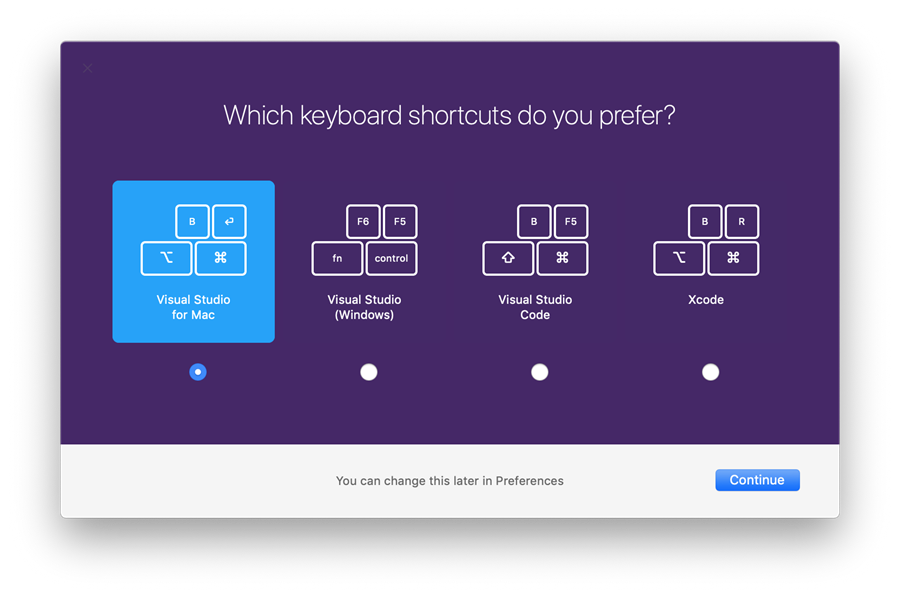 Which keyboard shortcuts do you prefer?
B ↵
⌥ ⌘
Visual Studio
for Mac
F6 F5
fn control
Visual Studio
(Windows)
B F5
⇧ ⌘
Visual Studio
Code
B R
⌥ ⌘
Xcode
You can change this later in Preferences
Continue